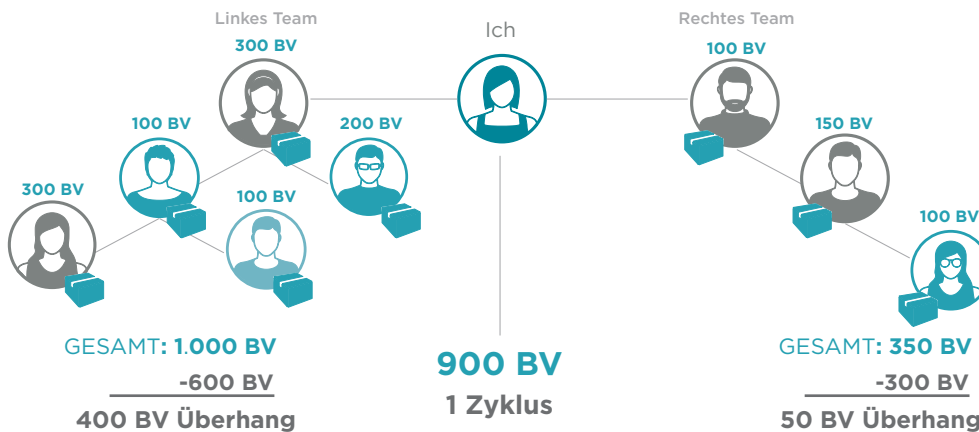 Linkes Team
Ich
Rechtes Team
300 BV
100 BV
100 BV
200 BV
150 BV
300 BV
100 BV
100 BV
GESAMT: 1.000 BV
-600 BV
400 BV Überhang
900 BV
1 Zyklus
GESAMT: 350 BV
-300 BV
50 BV Überhang